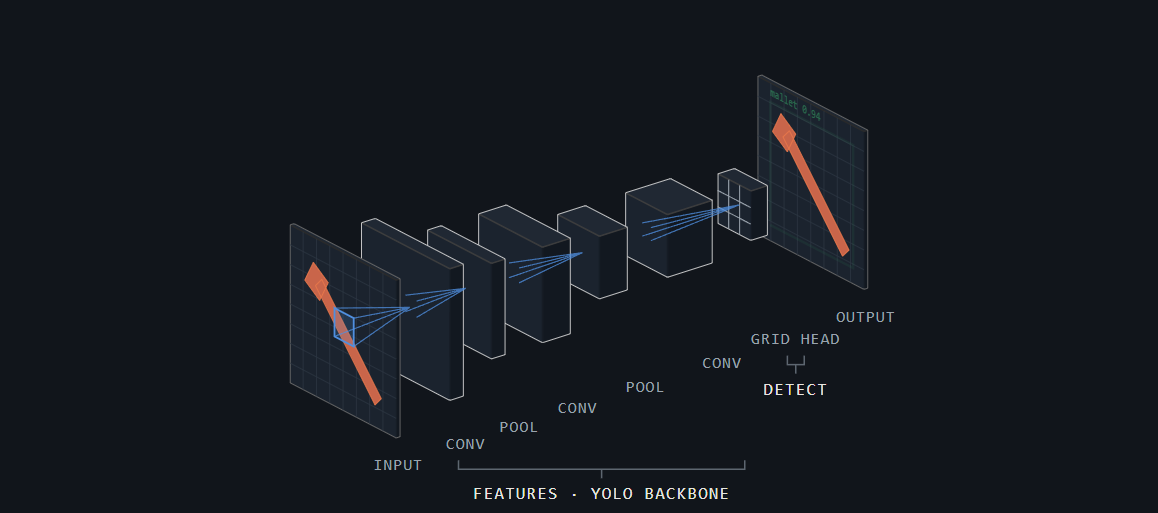 mallet 0.94
OUTPUT
GRID HEAD
CONV
DETECT
POOL
CONV
POOL
CONV
INPUT
FEATURES · YOLO BACKBONE